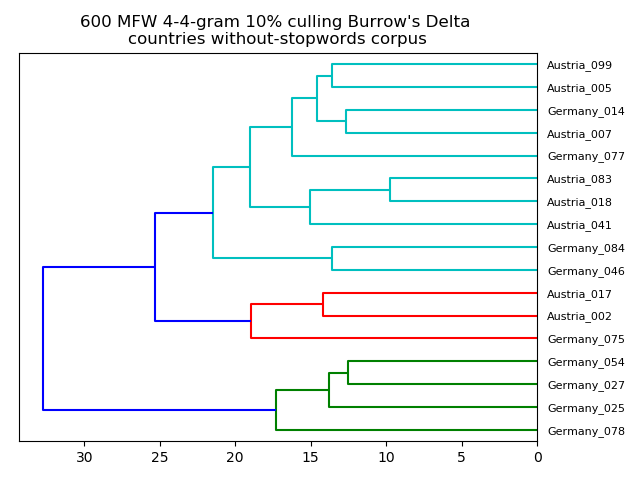 600 MFW 4-4-gram 10% culling Burrow's Delta
countries without-stopwords corpus
Austria_099
Austria_005
Germany_014
Austria_007
Germany_077
Austria_083
Austria_018
Austria_041
Germany_084
Germany_046
Austria_017
Austria_002
Germany_075
Germany_054
Germany_027
Germany_025
Germany_078
30 25 20 15 10 5 0